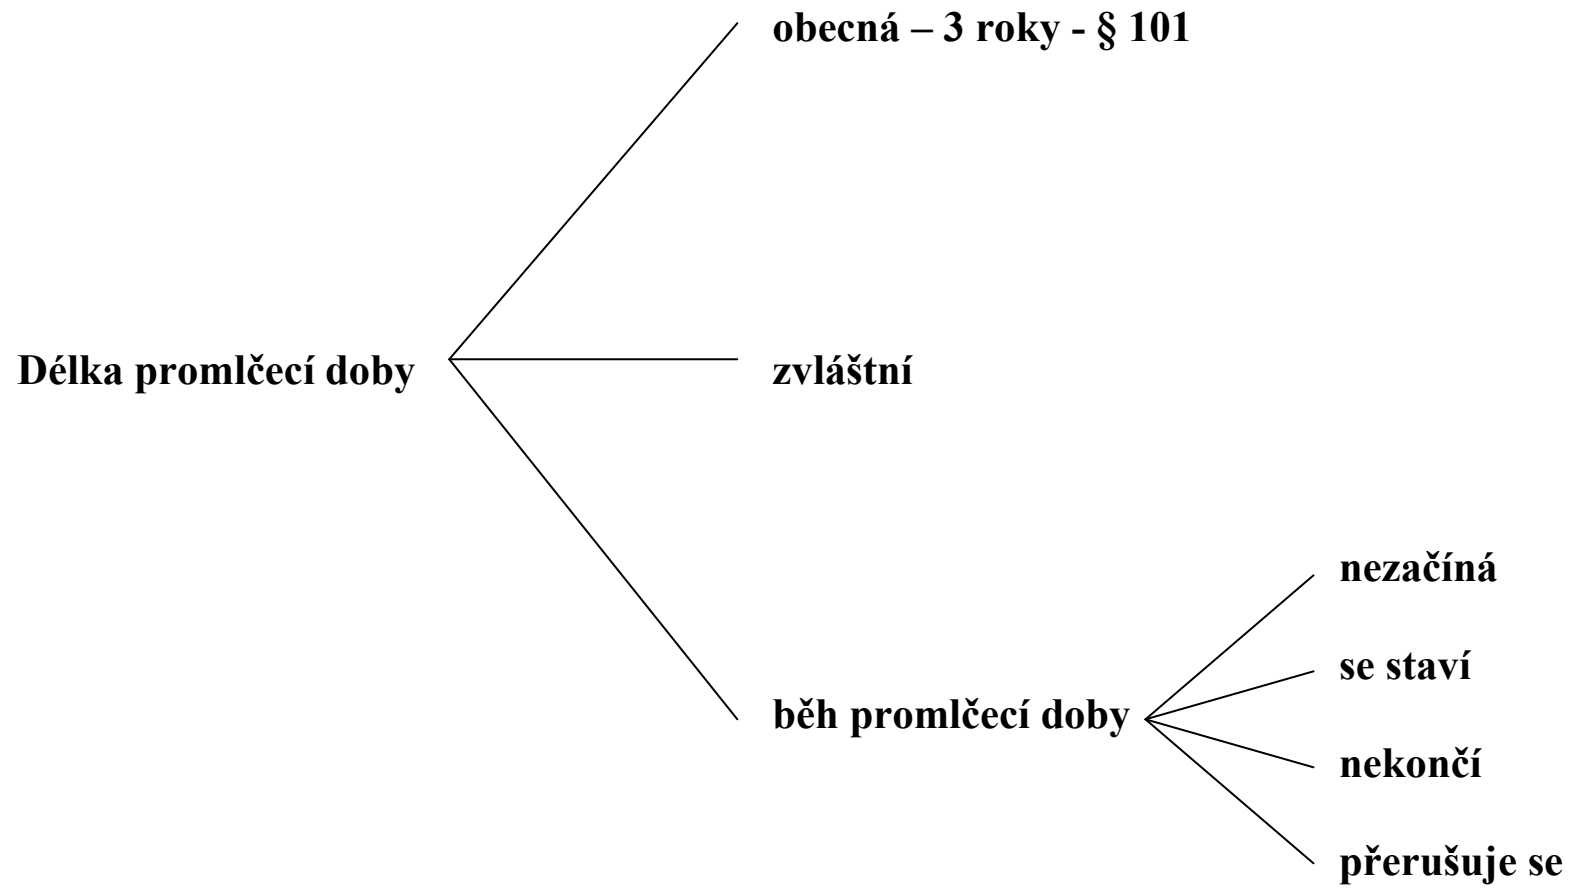 obecná – 3 roky - § 101
Délka promlčecí doby
zvláštní
běh promlčecí doby
nezačíná
se staví
nekončí
přerušuje se